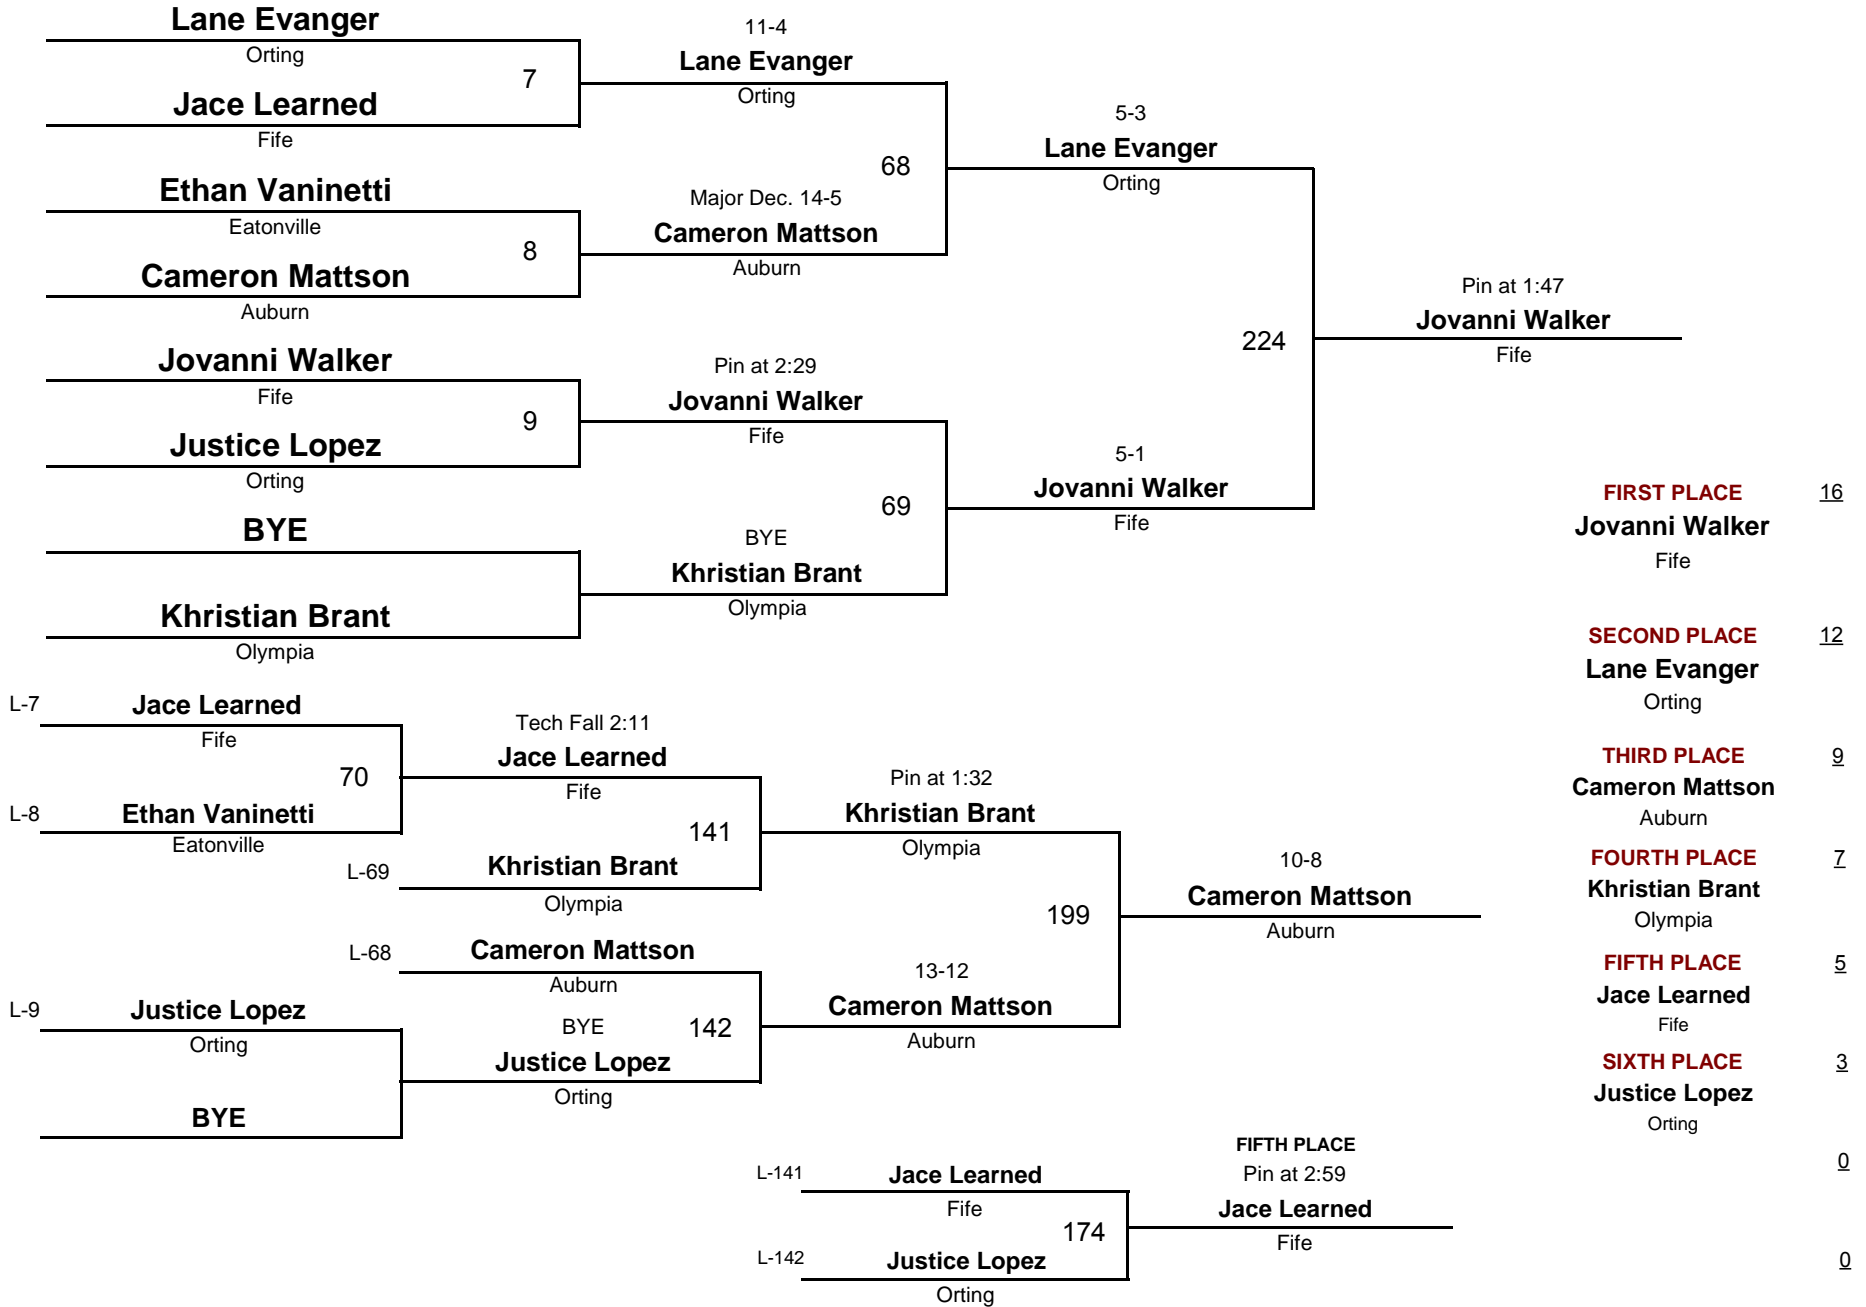 Lane Evanger
Orting
7
Jace Learned
Fife
Ethan Vaninetti
Eatonville
8
Cameron Mattson
Auburn
Jovanni Walker
Fife
9
Justice Lopez
Orting
BYE
Khristian Brant
Olympia
11-4
Lane Evanger
Orting
68
Major Dec. 14-5
Cameron Mattson
Auburn
Pin at 2:29
Jovanni Walker
Fife
69
BYE
Khristian Brant
Olympia
5-3
Lane Evanger
Orting
224
5-1
Jovanni Walker
Fife
Pin at 1:47
Jovanni Walker
Fife
L-7
Jace Learned
Fife
70
L-8
Ethan Vaninetti
Eatonville
L-9
Justice Lopez
Orting
BYE
Tech Fall 2:11
Jace Learned
Fife
141
L-69
Khristian Brant
Olympia
L-68
Cameron Mattson
Auburn
BYE
142
Justice Lopez
Orting
Pin at 1:32
Khristian Brant
Olympia
199
13-12
Cameron Mattson
Auburn
10-8
Cameron Mattson
Auburn
L-141
Jace Learned
Fife
174
L-142
Justice Lopez
Orting
FIFTH PLACE
Pin at 2:59
Jace Learned
Fife
FIRST PLACE 16
Jovanni Walker
Fife
SECOND PLACE 12
Lane Evanger
Orting
THIRD PLACE 9
Cameron Mattson
Auburn
FOURTH PLACE 7
Khristian Brant
Olympia
FIFTH PLACE 5
Jace Learned
Fife
SIXTH PLACE 3
Justice Lopez
Orting
0
0